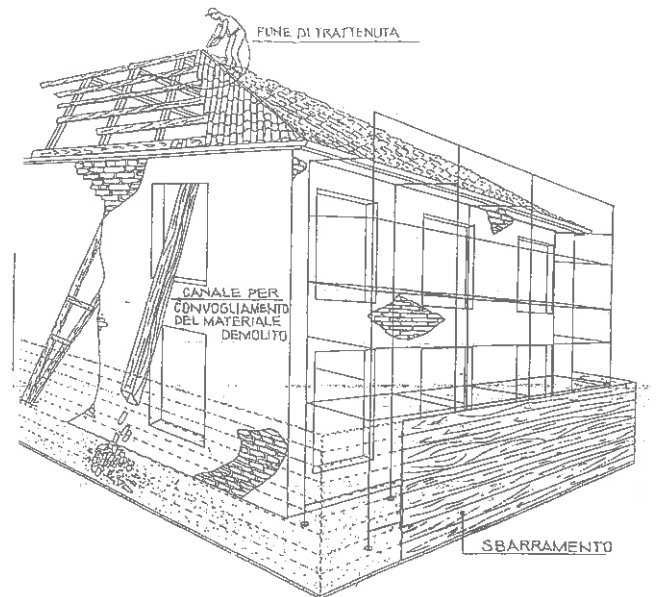 FUNE DI TRATTENUTA
CANALE PER
CONVOGLIAMENTO
DEL MATERIALE
DEMOLITO
SBARRAMENTO